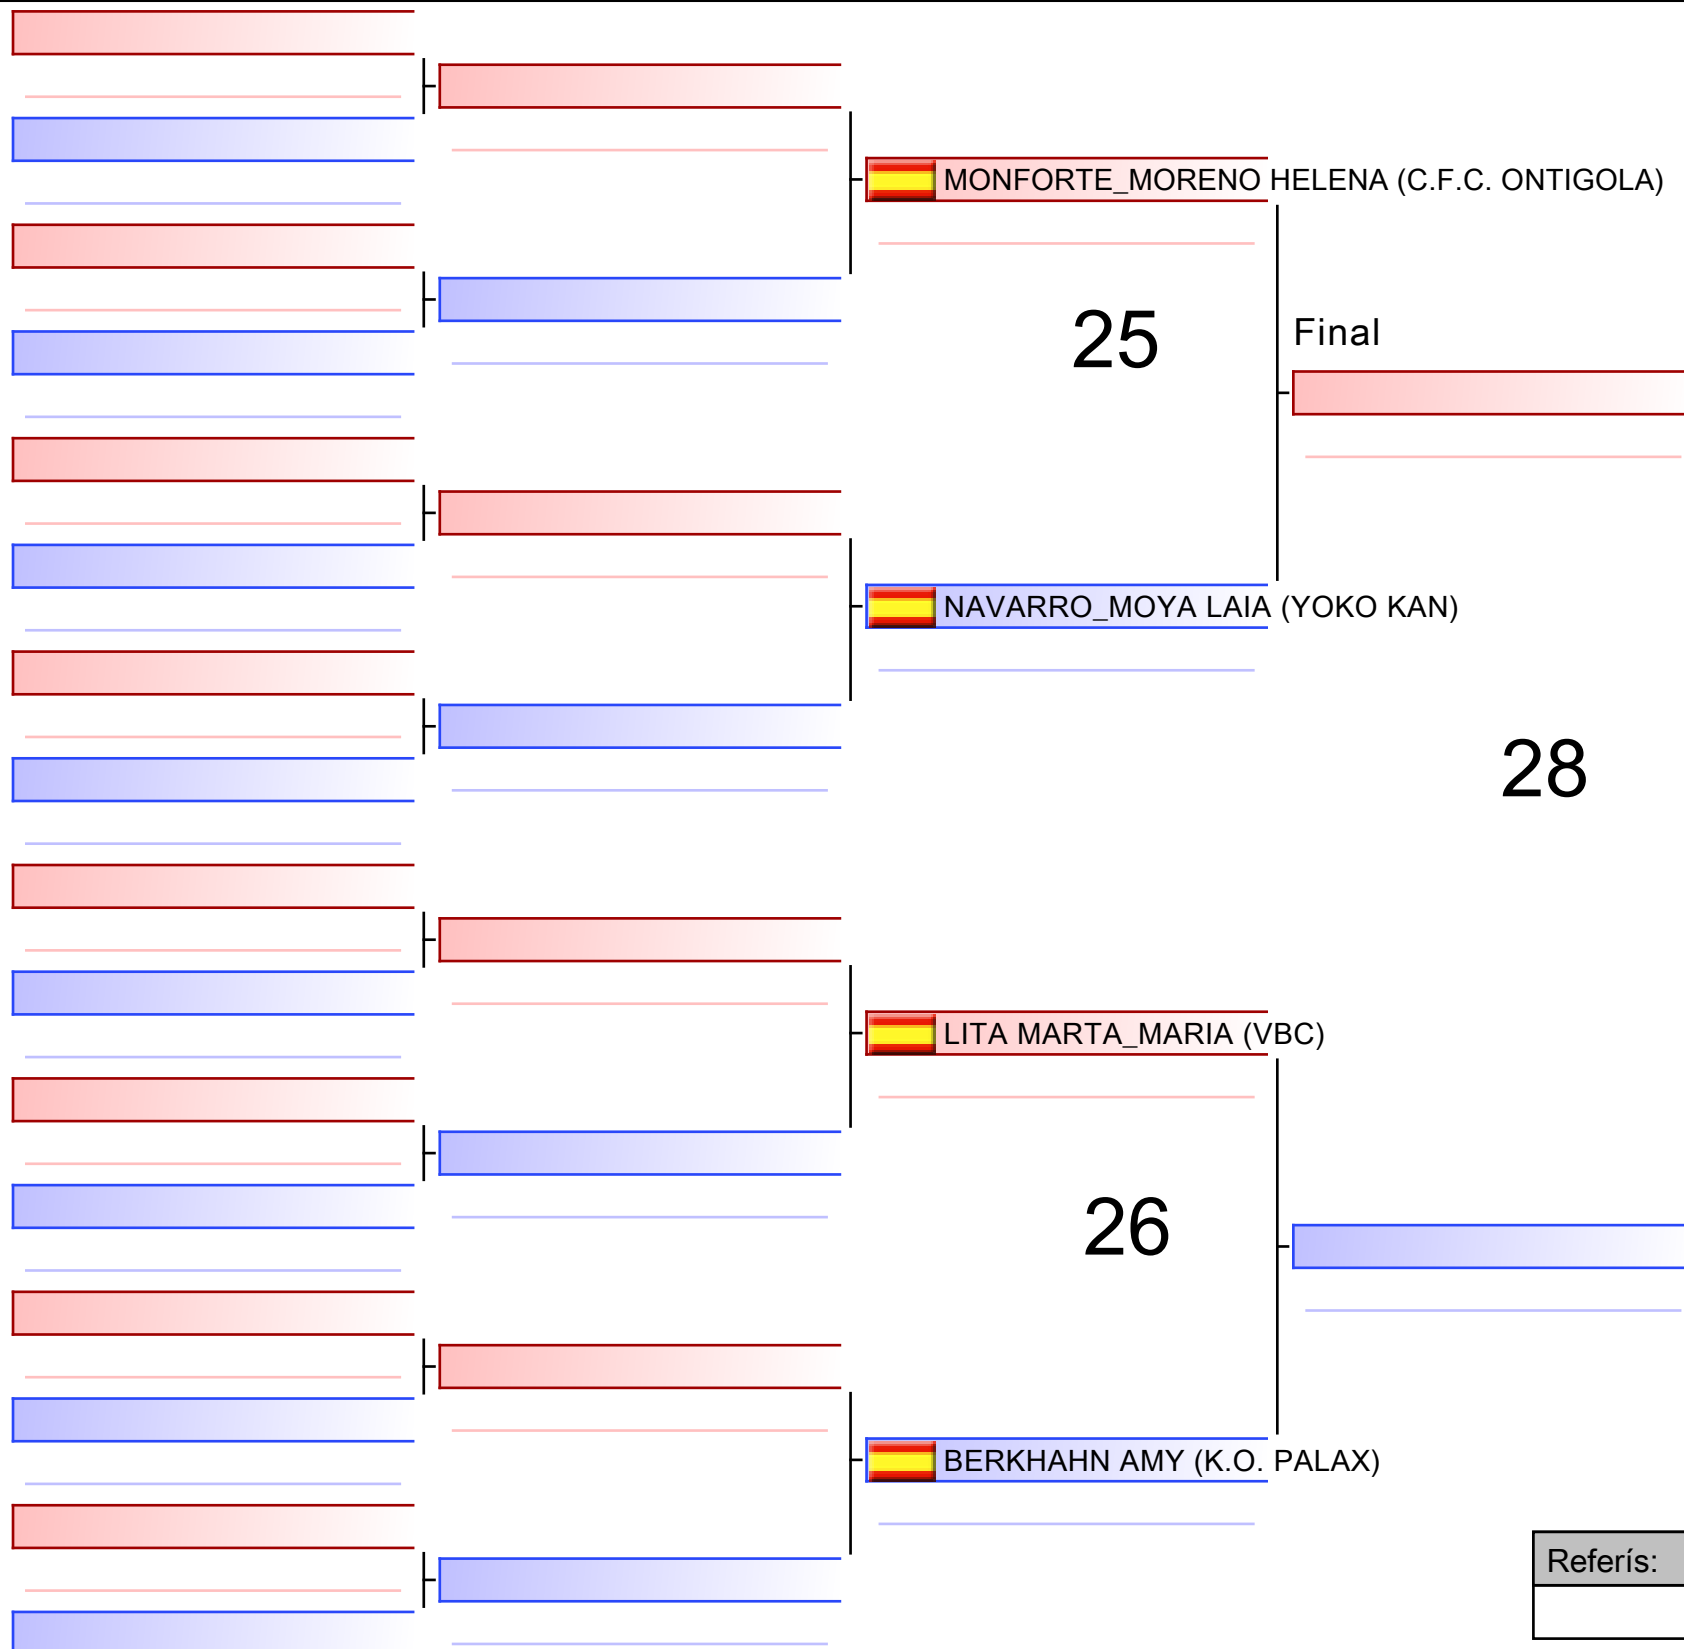 MONFORTE_MORENO HELENA (C.F.C. ONTIGOLA)
25
Final
NAVARRO_MOYA LAIA (YOKO KAN)
28
LITA MARTA_MARIA (VBC)
26
BERKHAHN AMY (K.O. PALAX)
Referís: